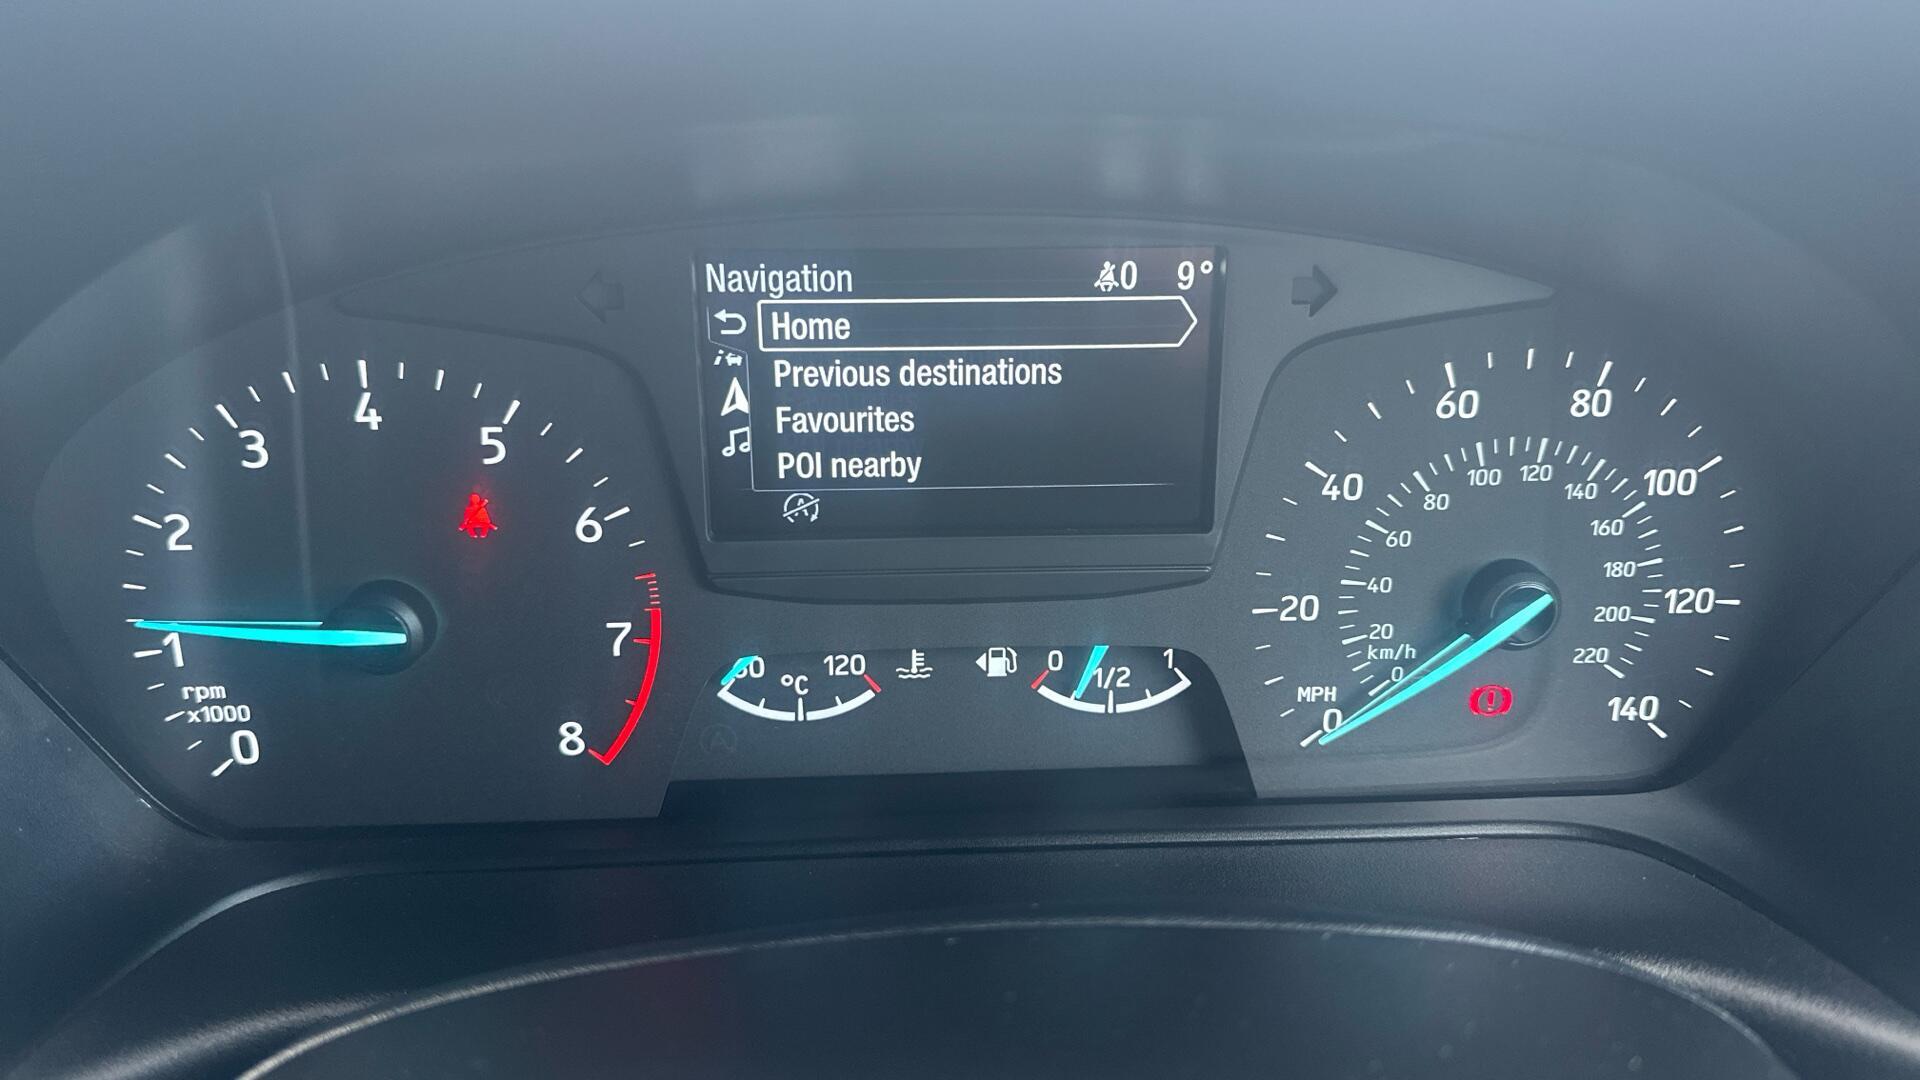 Navigation 0 9°
Home
Previous destinations
Favourites
POI nearby
0
1
2
3
4
5
6
7
8
rpm
x1000
60 °C 120
0 1/2 1
MPH
0
20
40
60
80
100
120
140
km/h
0
20
40
60
80
100
120
140
160
180
200
220